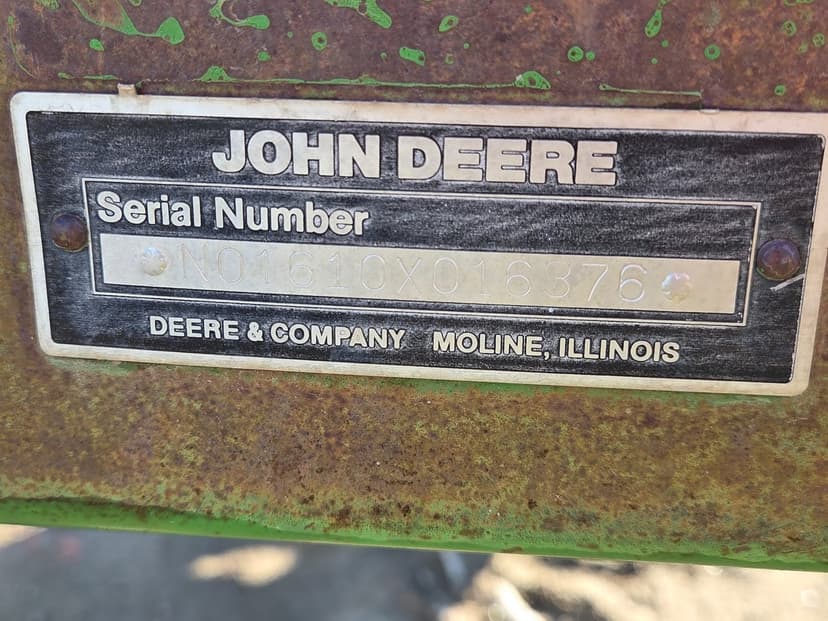 JOHN DEERE
Serial Number
N01610X016376
DEERE & COMPANY MOLINE, ILLINOIS